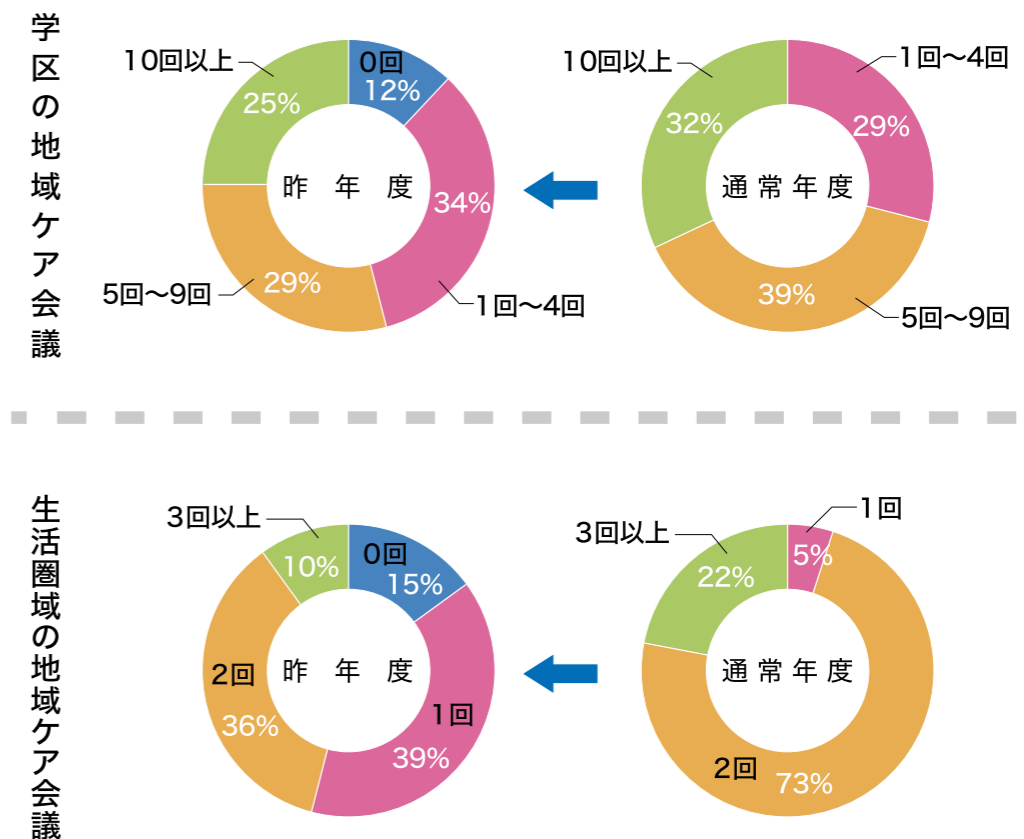 学区の地域ケア会議
10回以上
0回
12%
25%
昨年度
34%
5回〜9回
29%
1回〜4回
10回以上
1回〜4回
32%
29%
通常年度
39%
5回〜9回
生活圏域の地域ケア会議
3回以上
0回
10%
15%
昨年度
2回
36%
1回
39%
3回以上
1回
5%
22%
通常年度
2回
73%